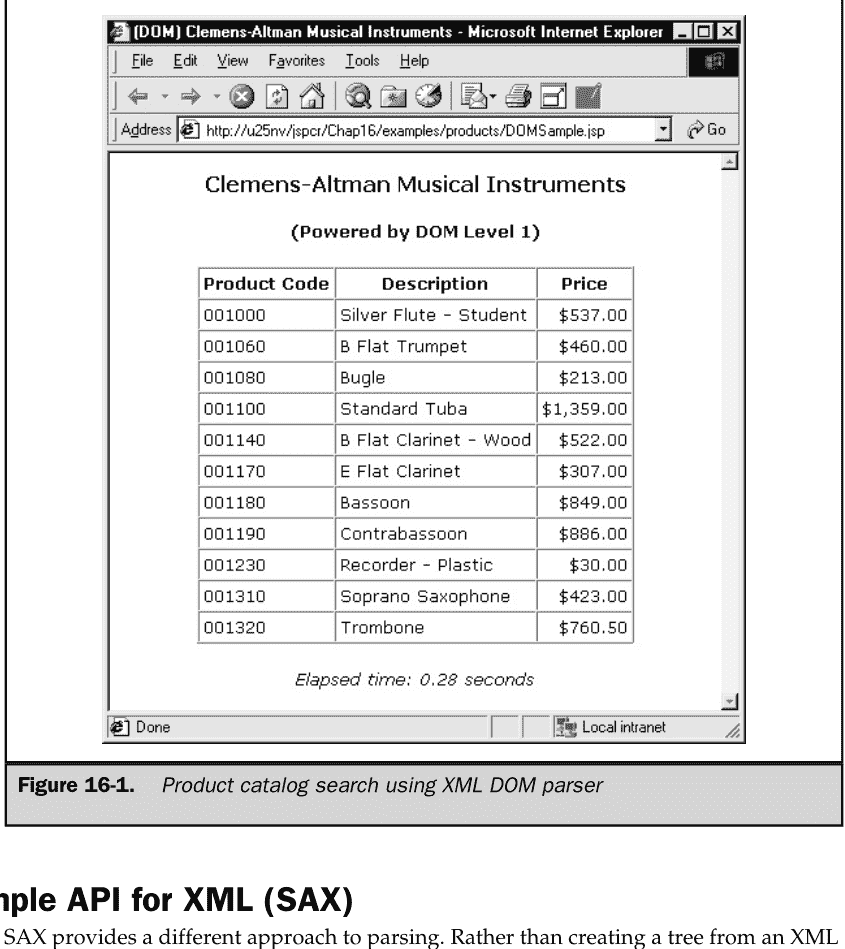 (DOM) Clemens-Altman Musical Instruments - Microsoft Internet Explorer
File Edit View Favorites Tools Help
Address http://u25nv/jspcr/Chap16/examples/products/DOMSample.jsp Go
Clemens-Altman Musical Instruments
(Powered by DOM Level 1)
Product Code Description Price
001000 Silver Flute - Student $537.00
001060 B Flat Trumpet $460.00
001080 Bugle $213.00
001100 Standard Tuba $1,359.00
001140 B Flat Clarinet - Wood $522.00
001170 E Flat Clarinet $307.00
001180 Bassoon $849.00
001190 Contrabassoon $886.00
001230 Recorder - Plastic $30.00
001310 Soprano Saxophone $423.00
001320 Trombone $760.50
Elapsed time: 0.28 seconds
Done Local intranet
Figure 16-1. Product catalog search using XML DOM parser
mple API for XML (SAX)
SAX provides a different approach to parsing. Rather than creating a tree from an XML